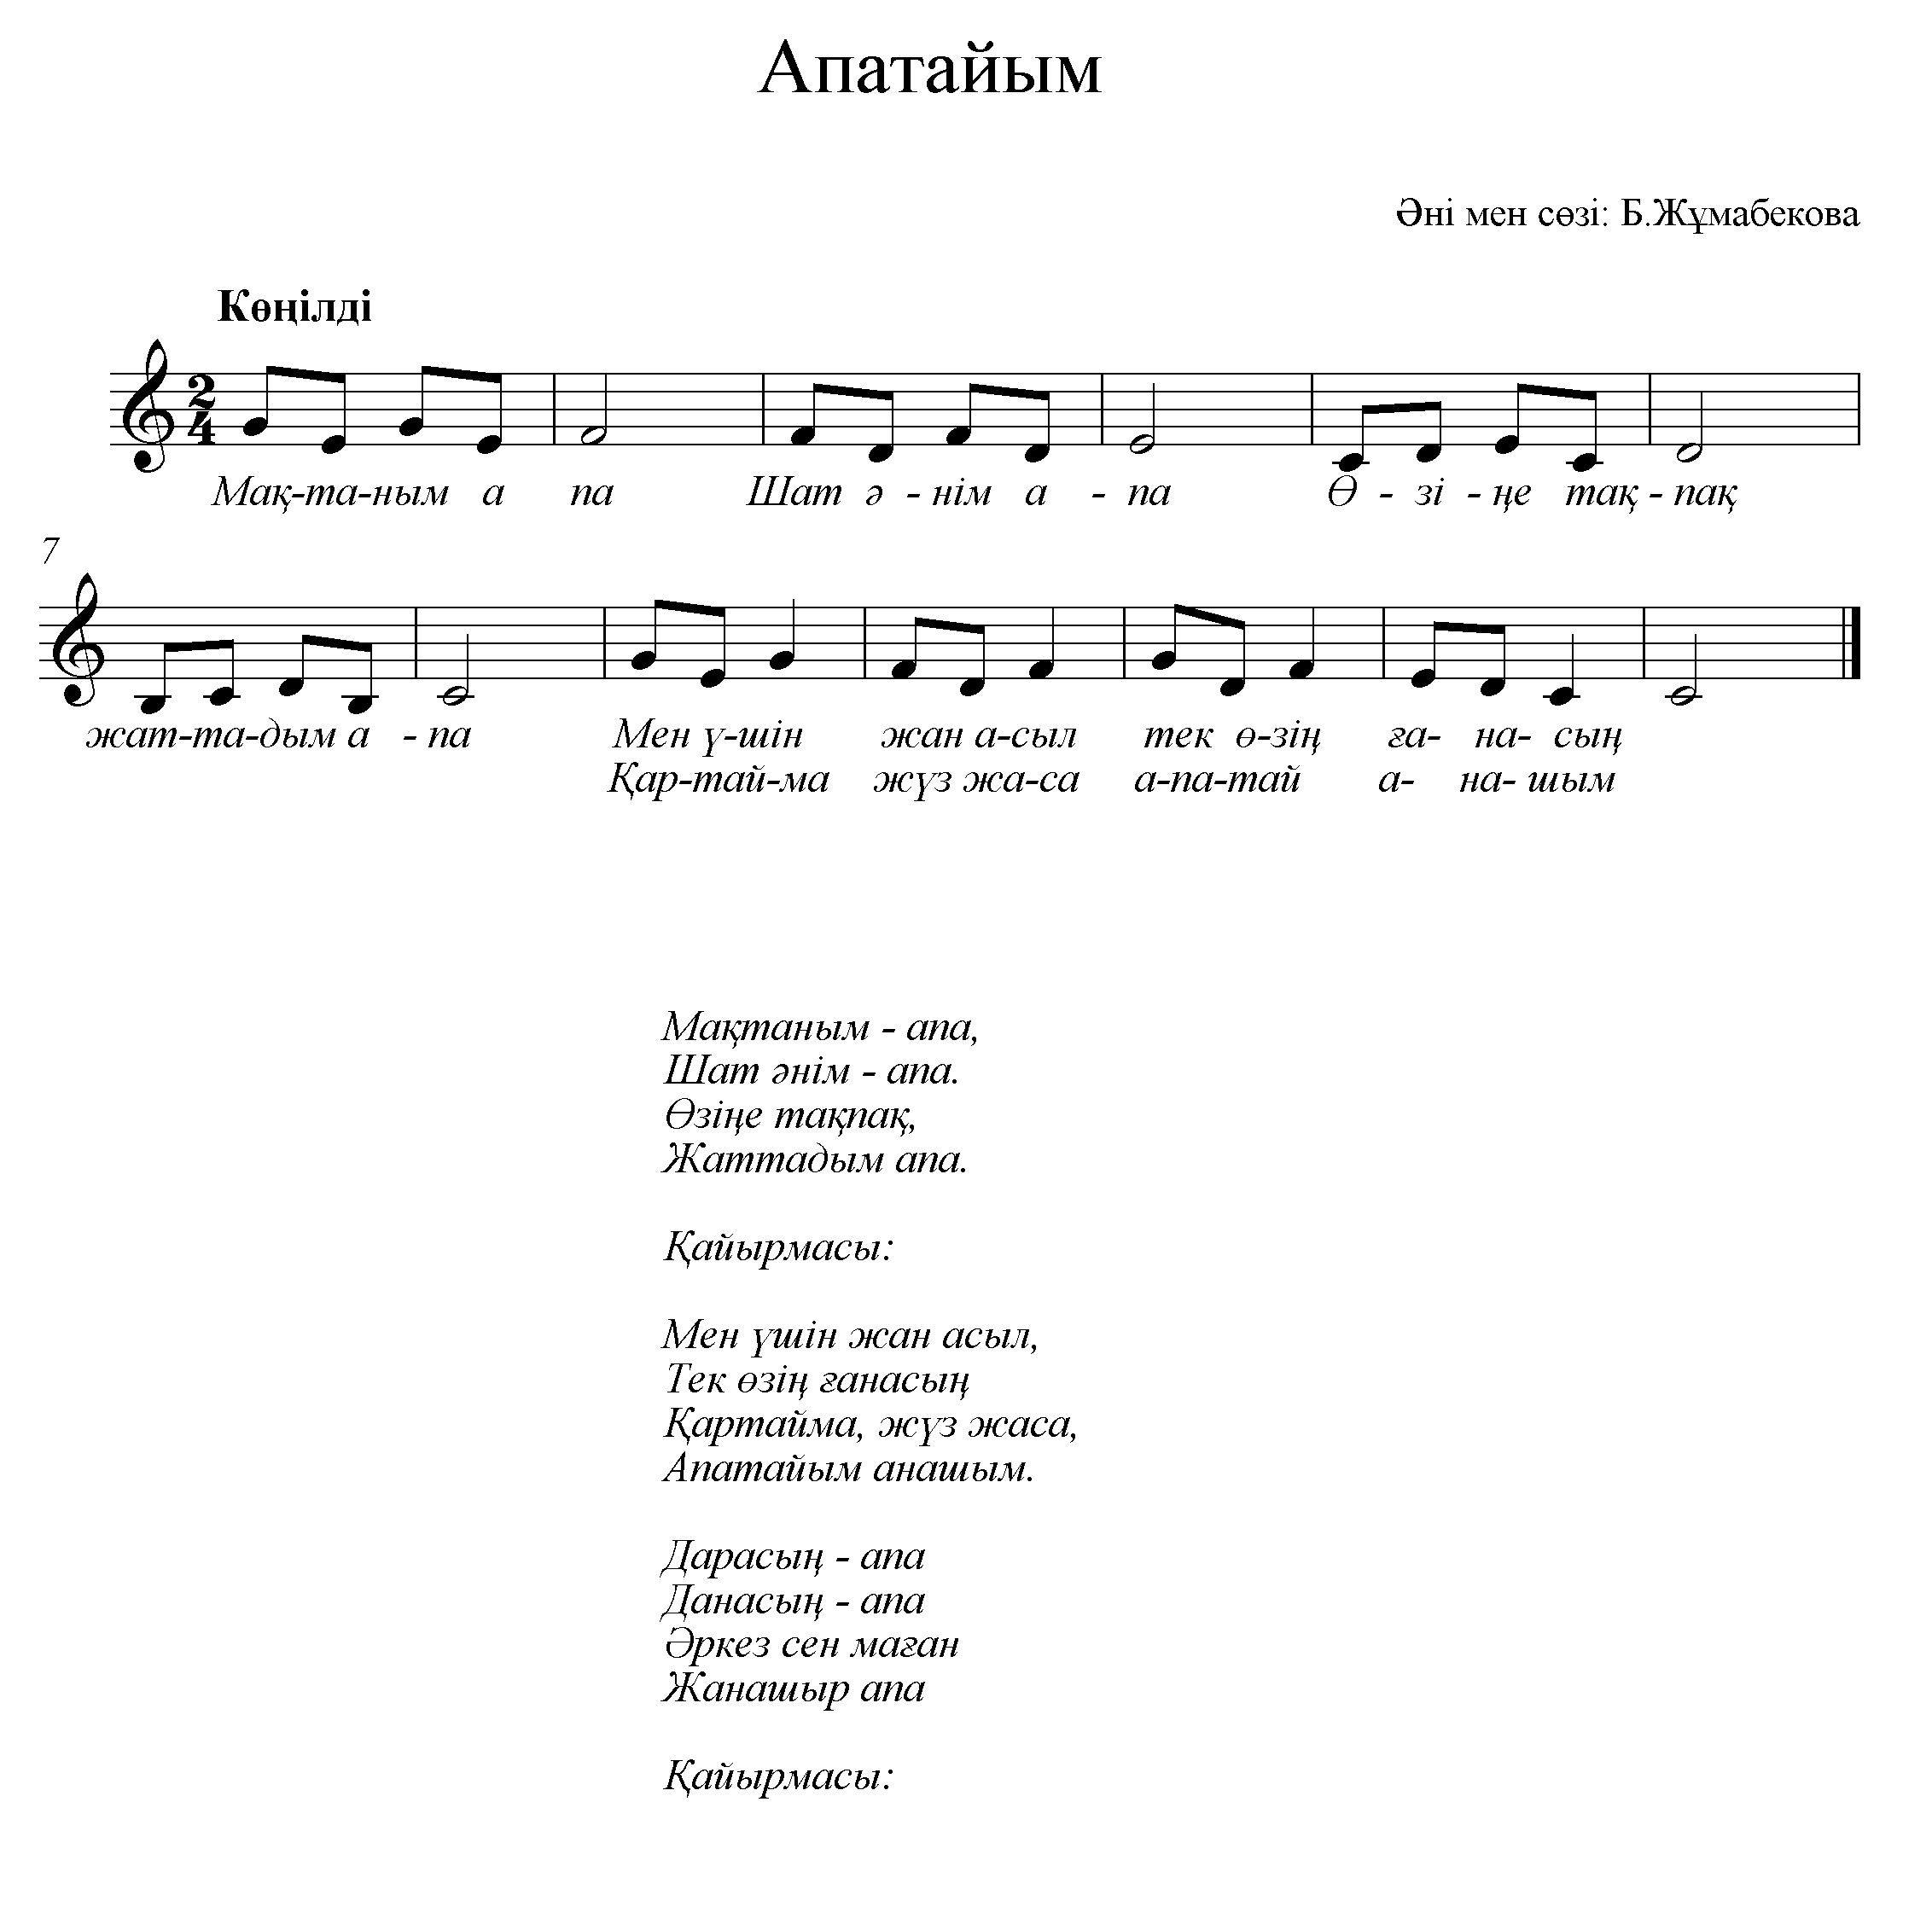 Апатайым
Әні мен сөзі: Б.Жұмабекова
Көңілді
2
4
Мақ-та-ным а па Шат ә - нім а - па Ө - зі - ңе тақ - пақ
7
жат-та-дым а - па Мен ү-шін жан а-сыл тек ө-зің ға- на- сың
Қар-тай-ма жүз жа-са а-па-тай а- на- шым
Мақтаным - апа,
Шат әнім - апа.
Өзіңе тақпақ,
Жаттадым апа.
Қайырмасы:
Мен үшін жан асыл,
Тек өзің ғанасың
Қартайма, жүз жаса,
Апатайым анашым.
Дарасың - апа
Данасың - апа
Әркез сен маған
Жанашыр апа
Қайырмасы: